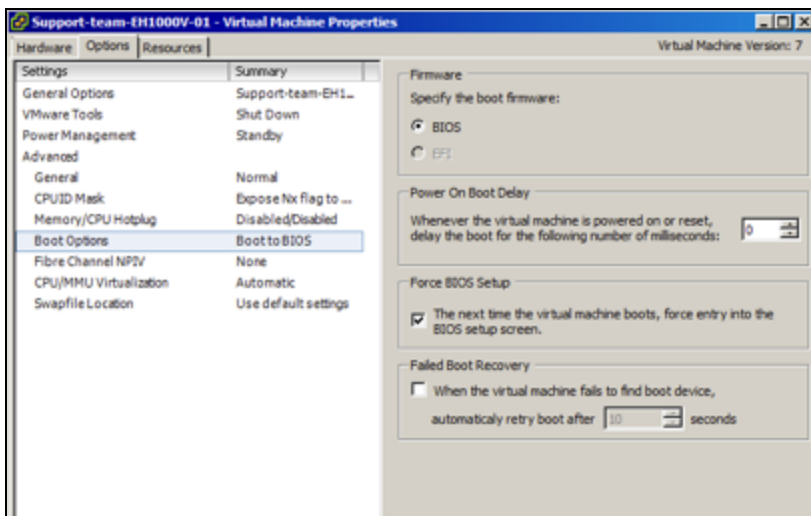 Support-team-EH1000V-01 - Virtual Machine Properties
Hardware Options Resources Virtual Machine Version: 7
Settings Summary
General Options Support-team-EH1...
VMware Tools Shut Down
Power Management Standby
Advanced
General Normal
CPUID Mask Expose Nx flag to ...
Memory/CPU Hotplug Disabled/Disabled
Boot Options Boot to BIOS
Fibre Channel NPIV None
CPU/MMU Virtualization Automatic
Swapfile Location Use default settings
Firmware
Specify the boot firmware:
BIOS
EFI
Power On Boot Delay
Whenever the virtual machine is powered on or reset,
delay the boot for the following number of milliseconds:
0
Force BIOS Setup
The next time the virtual machine boots, force entry into the
BIOS setup screen.
Failed Boot Recovery
When the virtual machine fails to find boot device,
automaticaly retry boot after 10 seconds